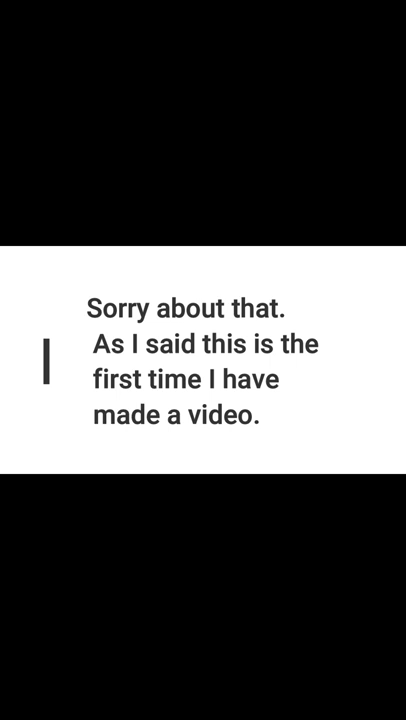 Sorry about that.
As I said this is the
first time I have
made a video.